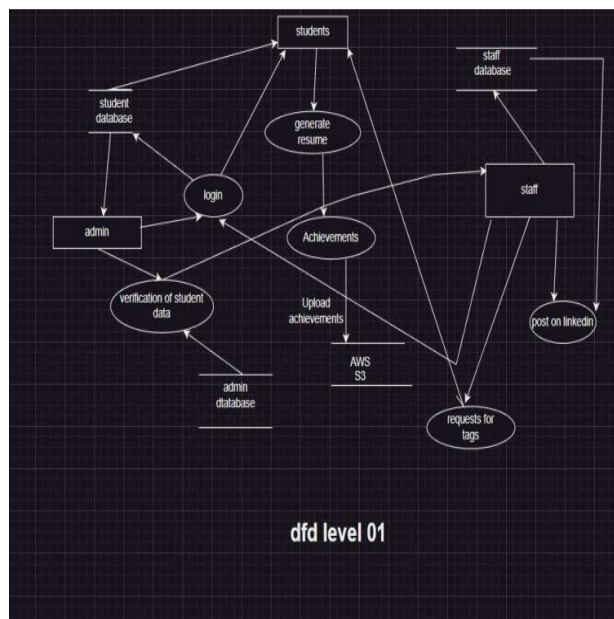 students
staff
database
student
database
generate
resume
login
staff
admin
Achievements
verification of student
data
Upload
achievements
post on linkedin
AWS
S3
admin
dtatabase
requests for
tags
dfd level 01